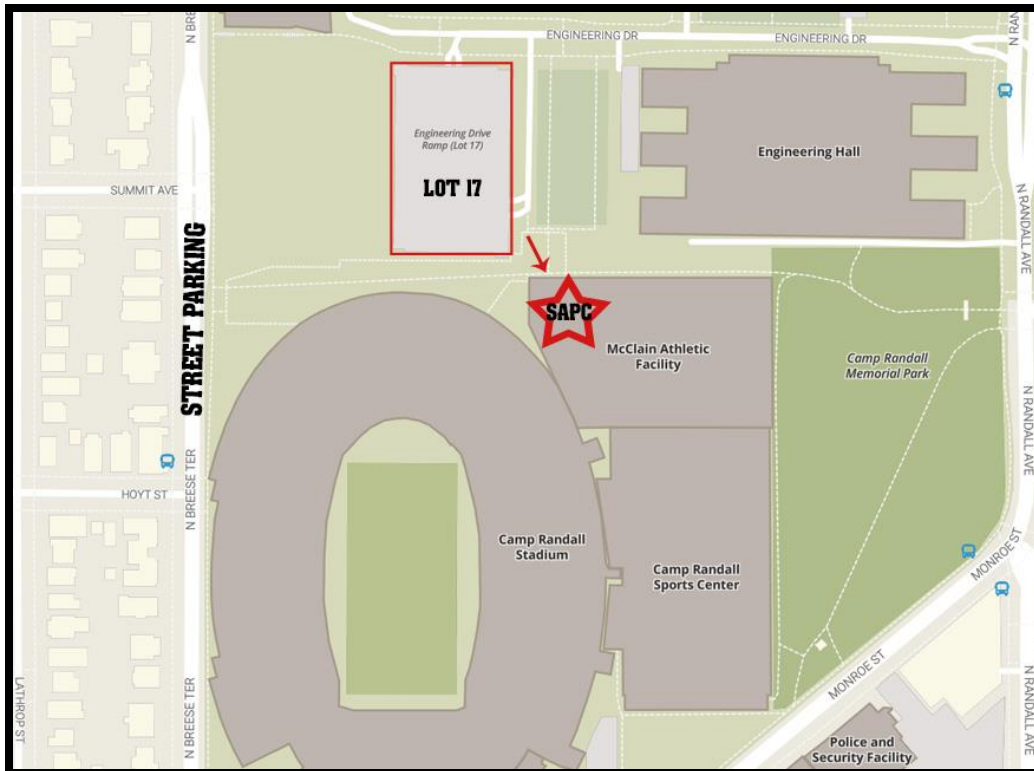 N BRE
ENGINEERING DR
ENGINEERING DR
N RAN
Engineering Drive
Ramp (Lot 17)
LOT 17
Engineering Hall
SUMMIT AVE
N RANDALL AVE
STREET PARKING
SAPC
McClain Athletic
Facility
Camp Randall
Memorial Park
N RANDALL AVE
HOYT ST
N BREESE TER
Camp Randall
Stadium
Camp Randall
Sports Center
MONROE ST
MONROE ST
LATHROP ST
N BREESE TER
N RANDALL AVE
Police and
Security Facility